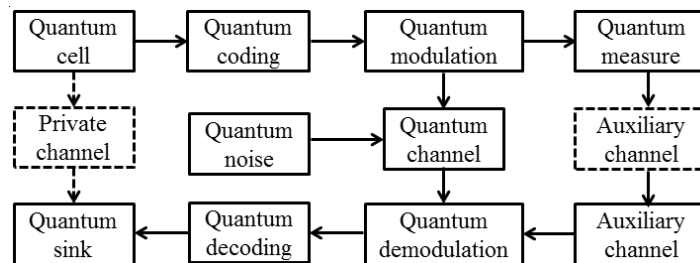 Quantum cell
Quantum coding
Quantum modulation
Quantum measure
Private channel
Quantum noise
Quantum channel
Auxiliary channel
Quantum sink
Quantum decoding
Quantum demodulation
Auxiliary channel